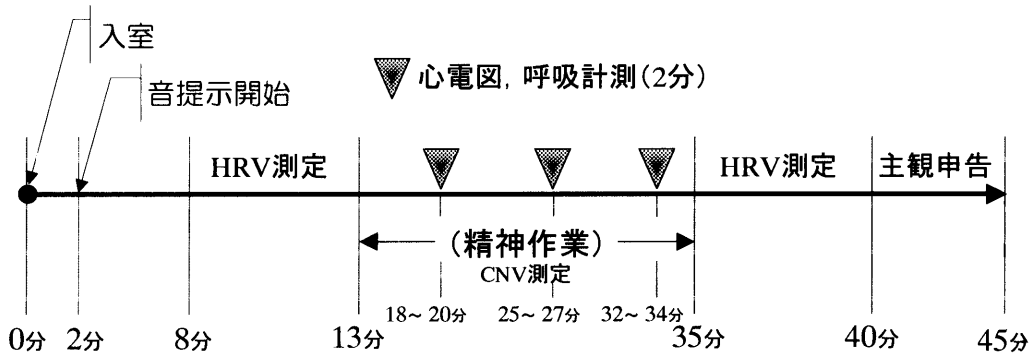 入室
心電図, 呼吸計測(2分)
音提示開始
HRV測定
HRV測定
主観申告
(精神作業)
CNV測定
18~ 20分
25~ 27分
32~ 34分
0分
2分
8分
13分
35分
40分
45分